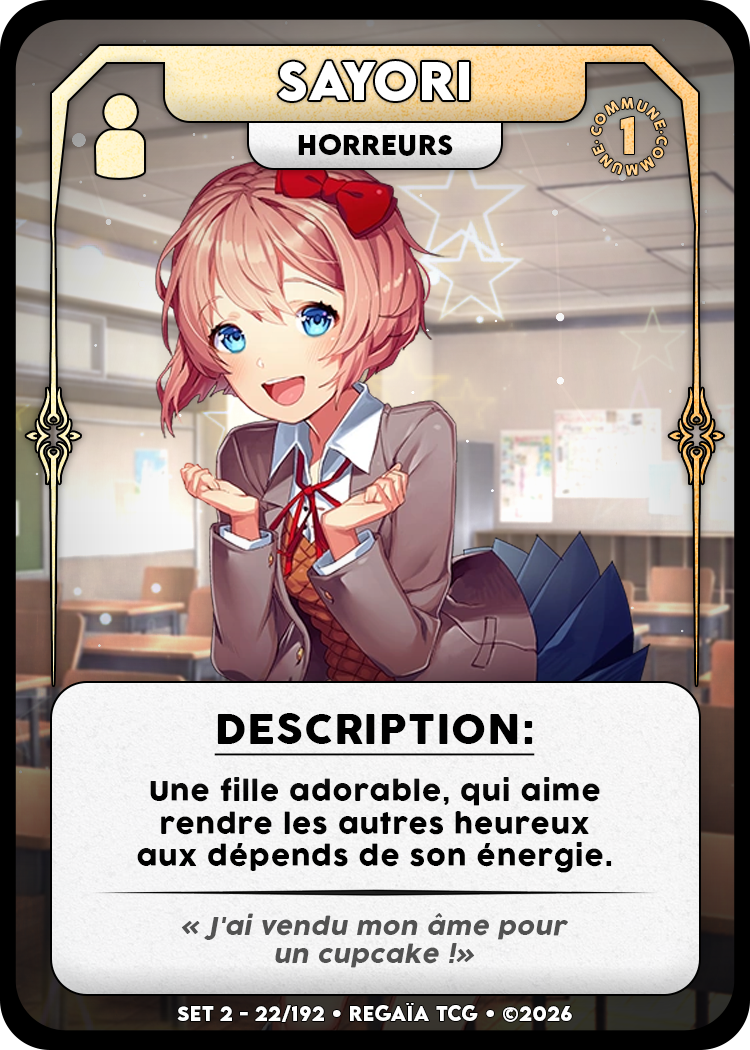 SAYORI
HORREURS
COMMUNE · COMMUNE ·
1
DESCRIPTION:
Une fille adorable, qui aime
rendre les autres heureux
aux dépends de son énergie.
« J'ai vendu mon âme pour
un cupcake !»
SET 2 - 22/192 • REGAÏA TCG • ©2026